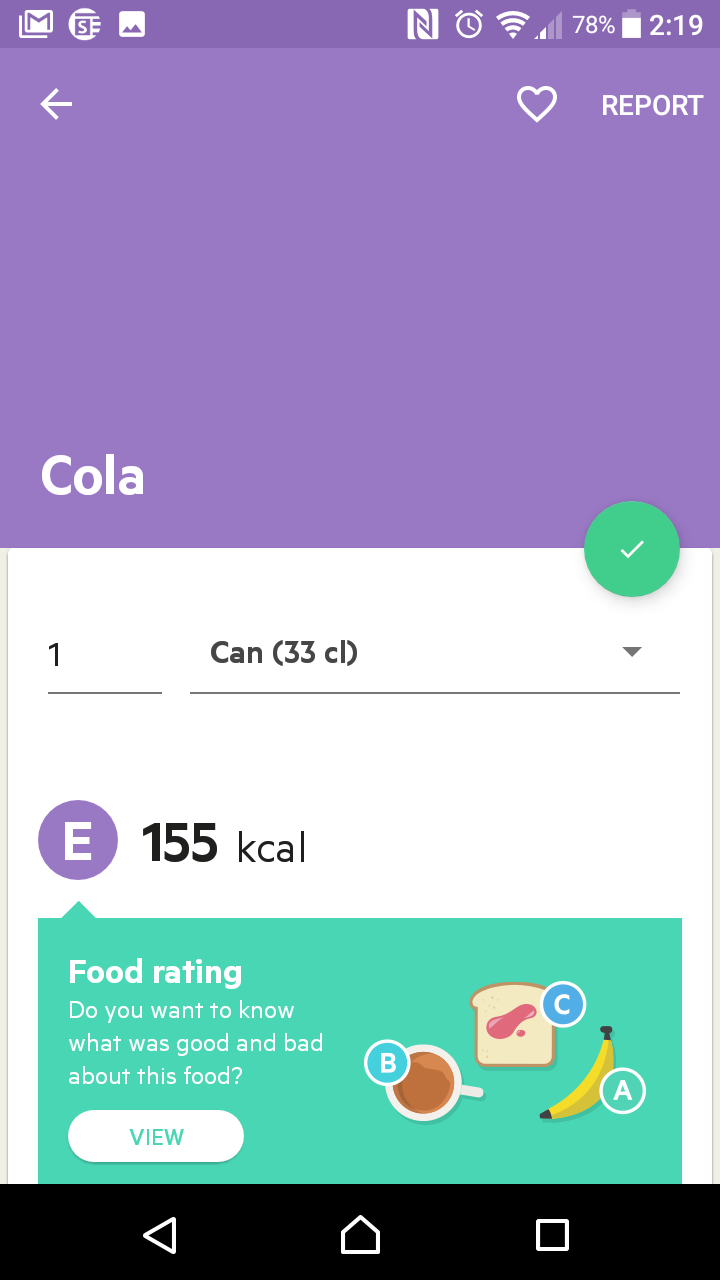 78% 2:19
REPORT
Cola
1 Can (33 cl)
E 155 kcal
Food rating
Do you want to know
what was good and bad
about this food?
VIEW
B
C
A